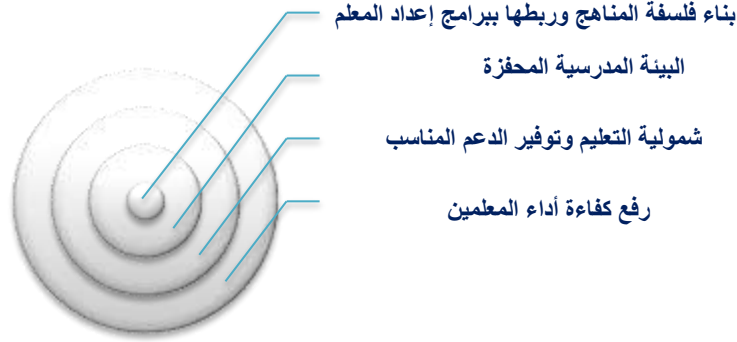 بناء فلسفة المناهج وربطها ببرامج إعداد المعلم
البيئة المدرسية المحفزة
شمولية التعليم وتوفير الدعم المناسب
رفع كفاءة أداء المعلمين